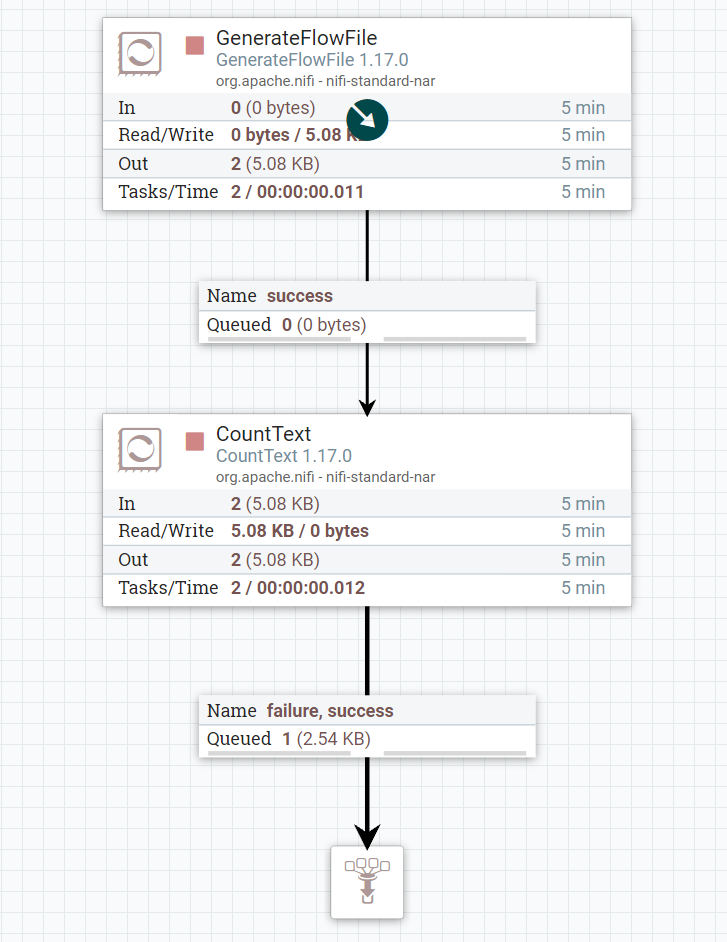 GenerateFlowFile
GenerateFlowFile 1.17.0
org.apache.nifi - nifi-standard-nar
In 0 (0 bytes) 5 min
Read/Write 0 bytes / 5.08 5 min
Out 2 (5.08 KB) 5 min
Tasks/Time 2 / 00:00:00.011 5 min
Name success
Queued 0 (0 bytes)
CountText
CountText 1.17.0
org.apache.nifi - nifi-standard-nar
In 2 (5.08 KB) 5 min
Read/Write 5.08 KB / 0 bytes 5 min
Out 2 (5.08 KB) 5 min
Tasks/Time 2 / 00:00:00.012 5 min
Name failure, success
Queued 1 (2.54 KB)